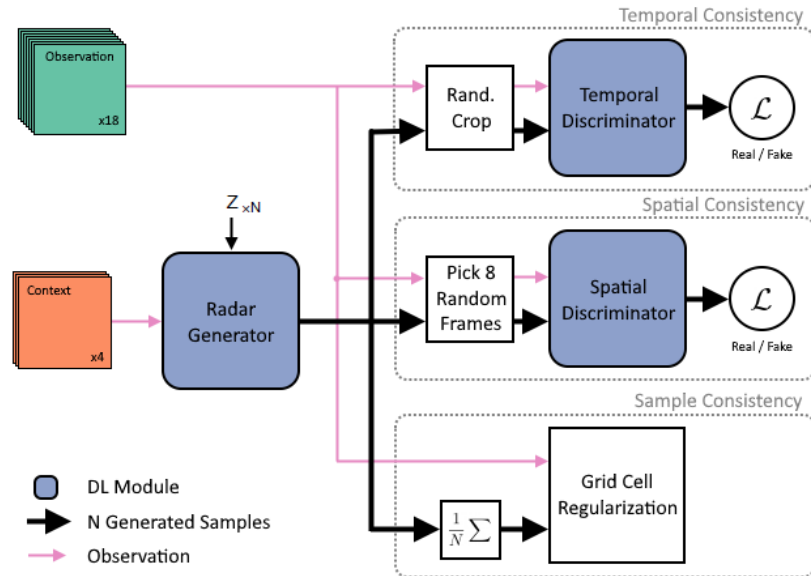 Temporal Consistency
Observation
x18
Rand.
Crop
Temporal
Discriminator
ℒ
Real / Fake
Z ×N
Spatial Consistency
Context
x4
Radar
Generator
Pick 8
Random
Frames
Spatial
Discriminator
ℒ
Real / Fake
Sample Consistency
Grid Cell
Regularization
1/N ∑
DL Module
N Generated Samples
Observation